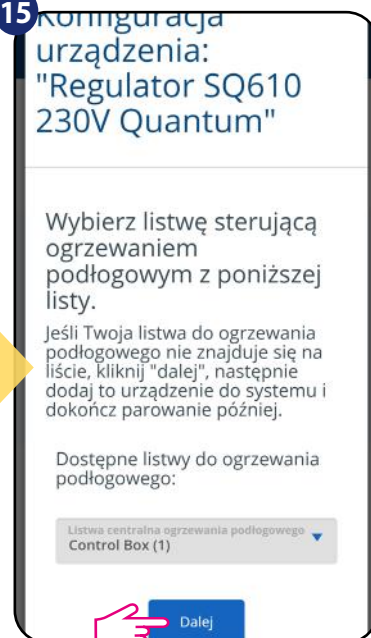 15
Konfiguracja
urządzenia:
"Regulator SQ610
230V Quantum"
Wybierz listwę sterującą
ogrzewaniem
podłogowym z poniższej
listy.
Jeśli Twoja listwa do ogrzewania
podłogowego nie znajduje się na
liście, kliknij "dalej", następnie
dodaj to urządzenie do systemu i
dokończ parowanie później.
Dostępne listwy do ogrzewania
podłogowego:
Listwa centralna ogrzewania podłogowego
Control Box (1)
Dalej